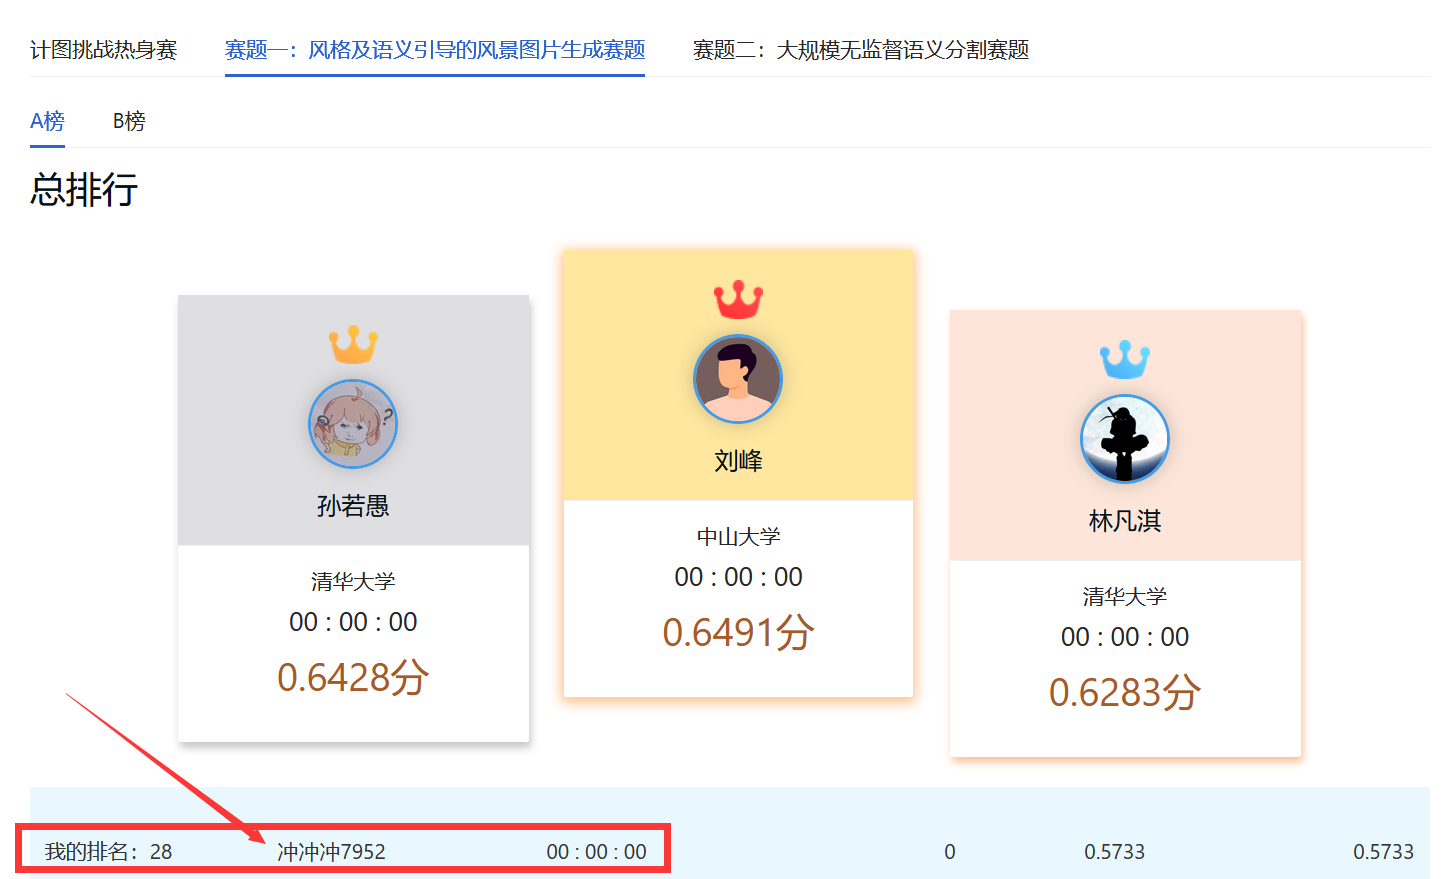 计图挑战热身赛 赛题一：风格及语义引导的风景图片生成赛题 赛题二：大规模无监督语义分割赛题
A榜 B榜
总排行
孙若愚
清华大学
00 : 00 : 00
0.6428分
刘峰
中山大学
00 : 00 : 00
0.6491分
林凡淇
清华大学
00 : 00 : 00
0.6283分
我的排名：28 冲冲冲7952 00 : 00 : 00 0 0.5733 0.5733